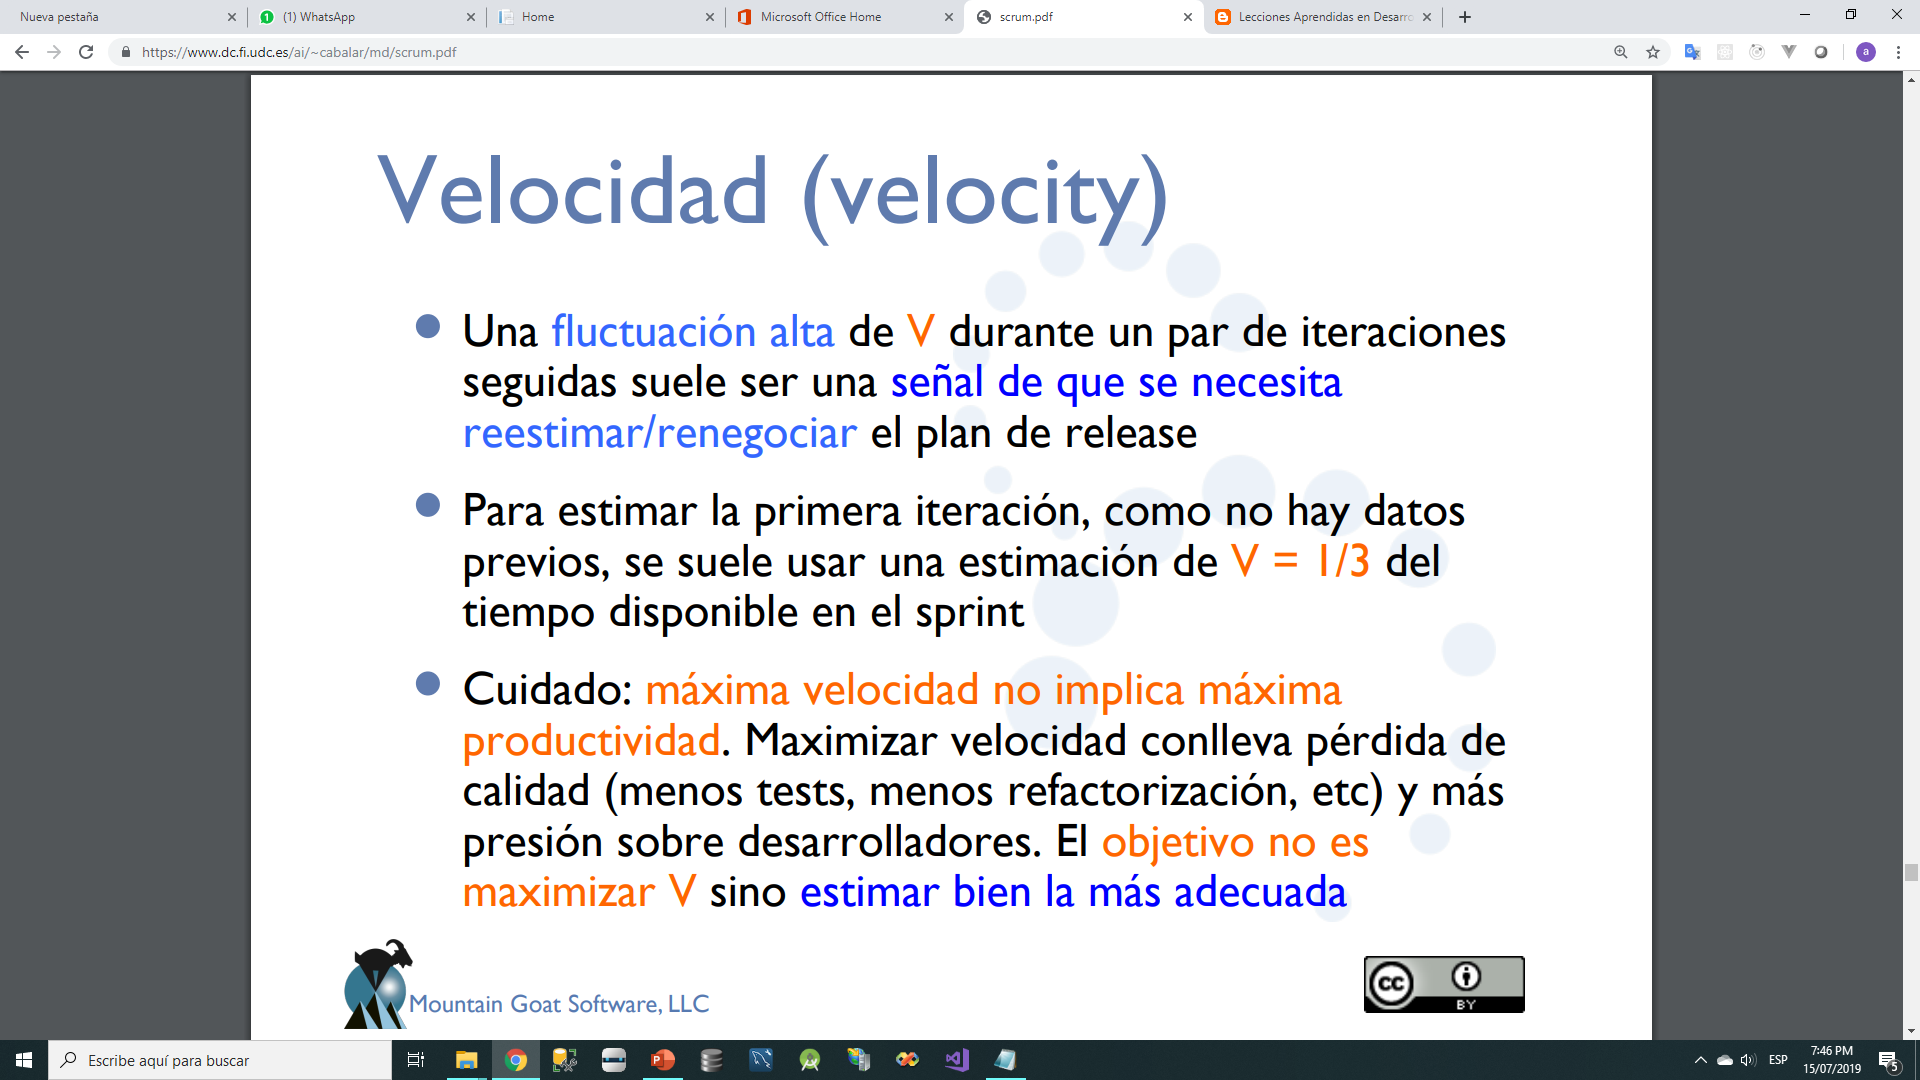 Nueva pestaña
(1) WhatsApp
Home
Microsoft Office Home
scrum.pdf
Lecciones Aprendidas en Desarro
https://www.dc.fi.udc.es/ai/~cabalar/md/scrum.pdf
a
Velocidad (velocity)
Una fluctuación alta de V durante un par de iteraciones
seguidas suele ser una señal de que se necesita
reestimar/renegociar el plan de release
Para estimar la primera iteración, como no hay datos
previos, se suele usar una estimación de V = 1/3 del
tiempo disponible en el sprint
Cuidado: máxima velocidad no implica máxima
productividad. Maximizar velocidad conlleva pérdida de
calidad (menos tests, menos refactorización, etc) y más
presión sobre desarrolladores. El objetivo no es
maximizar V sino estimar bien la más adecuada
Mountain Goat Software, LLC
cc
BY
Escribe aquí para buscar
ESP
7:46 PM
15/07/2019
5